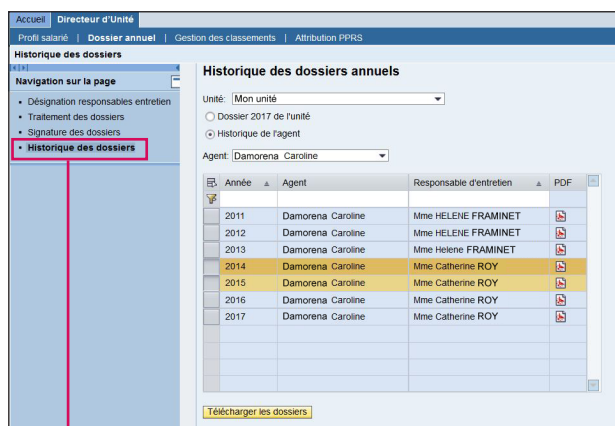 Accueil Directeur d'Unité
Profil salarié | Dossier annuel | Gestion des classements | Attribution PPRS
Historique des dossiers
Navigation sur la page
• Désignation responsables entretien
• Traitement des dossiers
• Signature des dossiers
• Historique des dossiers
Historique des dossiers annuels
Unité: Mon unité
Dossier 2017 de l'unité
Historique de l'agent
Agent: Damorena Caroline
Année Agent Responsable d'entretien PDF
2011 Damorena Caroline Mme HELENE FRAMINET
2012 Damorena Caroline Mme HELENE FRAMINET
2013 Damorena Caroline Mme Helene FRAMINET
2014 Damorena Caroline Mme Catherine ROY
2015 Damorena Caroline Mme Catherine ROY
2016 Damorena Caroline Mme Catherine ROY
2017 Damorena Caroline Mme Catherine ROY
Télécharger les dossiers